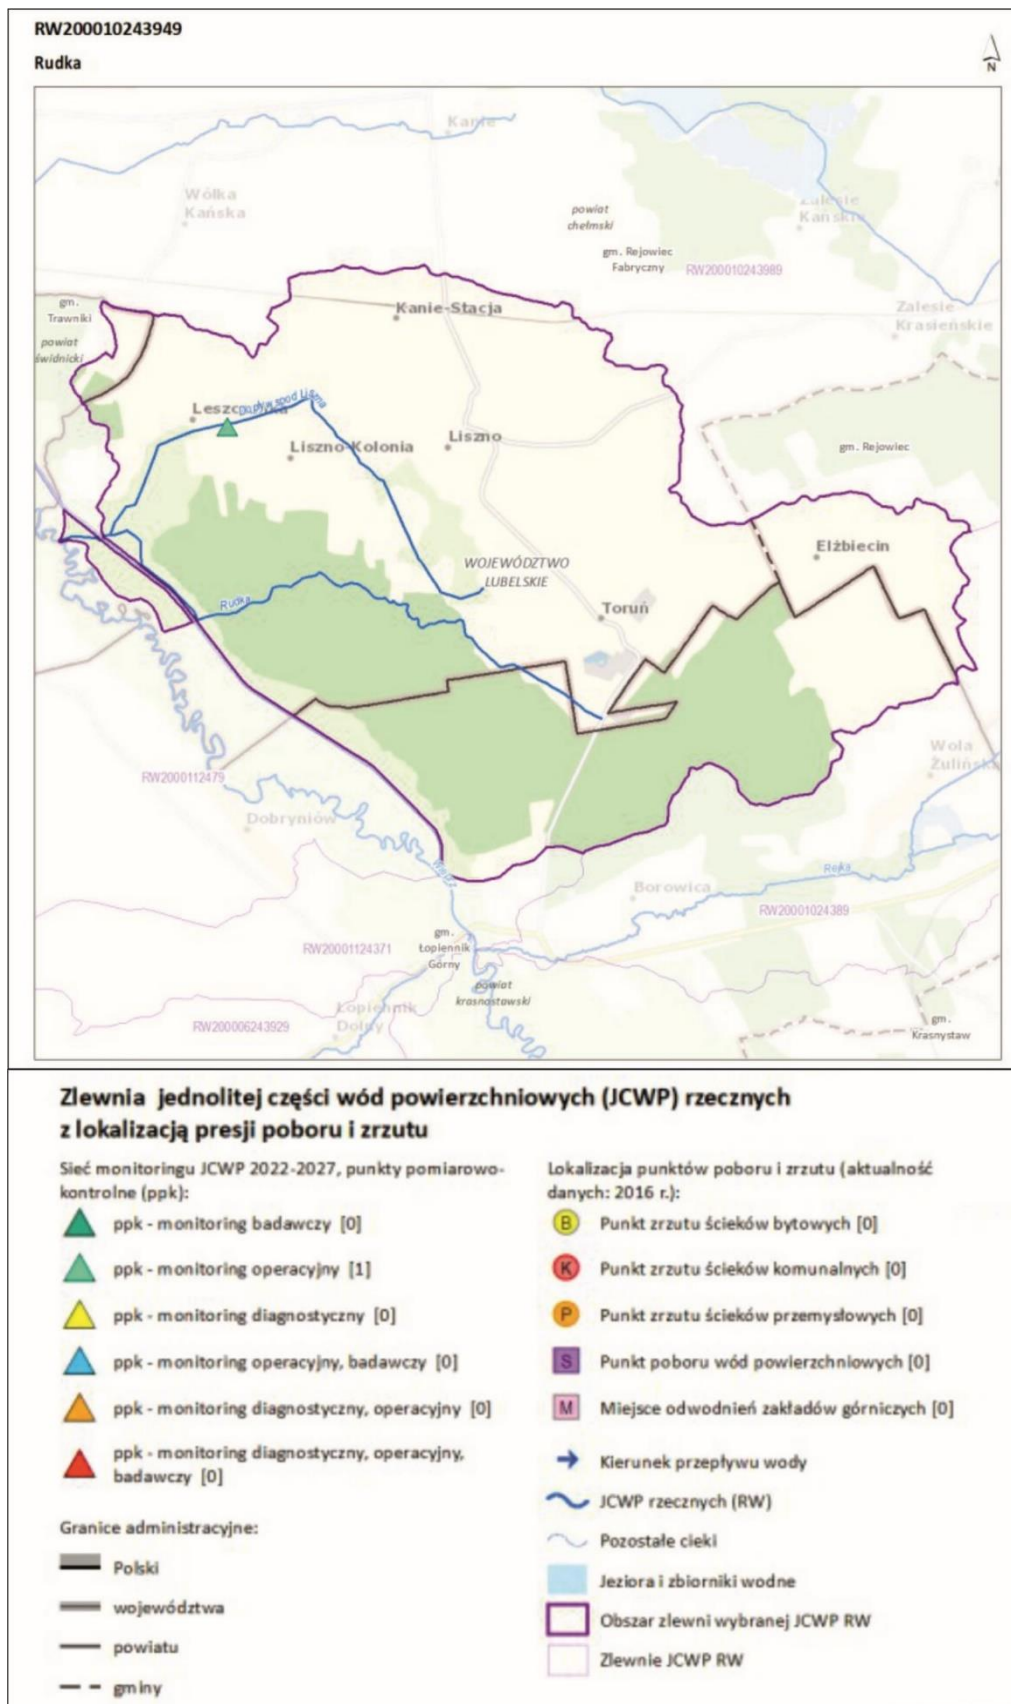 RW200010243949
Rudka
N
Kanie
Wólka
Kańska
powiat
chełmski
Zalesie
Kańskie
gm. Rejowiec
Fabryczny
RW200010243989
gm.
Trawniki
Kanie-Stacja
Zalesie
Krasieńskie
powiat
świdnicki
Dopływ spod Liszna
Liszno
Liszno-Kolonia
gm. Rejowiec
Elżbiecin
WOJEWÓDZTWO
LUBELSKIE
Rudka
Toruń
Wola
Żulińska
RW2000112479
Dobryniów
Wieprz
Rejka
Borowica
RW20001024389
gm.
Łopiennik
Górny
RW20001124371
powiat
krasnostawski
Łopiennik
Dolny
RW200006243929
gm.
Krasnystaw
Zlewnia jednolitej części wód powierzchniowych (JCWP) rzecznych
z lokalizacją presji poboru i zrzutu
Sieć monitoringu JCWP 2022-2027, punkty pomiarowo-
kontrolne (ppk):
ppk - monitoring badawczy [0]
ppk - monitoring operacyjny [1]
ppk - monitoring diagnostyczny [0]
ppk - monitoring operacyjny, badawczy [0]
ppk - monitoring diagnostyczny, operacyjny [0]
ppk - monitoring diagnostyczny, operacyjny,
badawczy [0]
Granice administracyjne:
Polski
województwa
powiatu
gminy
Lokalizacja punktów poboru i zrzutu (aktualność
danych: 2016 r.):
B Punkt zrzutu ścieków bytowych [0]
K Punkt zrzutu ścieków komunalnych [0]
P Punkt zrzutu ścieków przemysłowych [0]
S Punkt poboru wód powierzchniowych [0]
M Miejsce odwodnień zakładów górniczych [0]
Kierunek przepływu wody
JCWP rzecznych (RW)
Pozostałe cieki
Jeziora i zbiorniki wodne
Obszar zlewni wybranej JCWP RW
Zlewnie JCWP RW